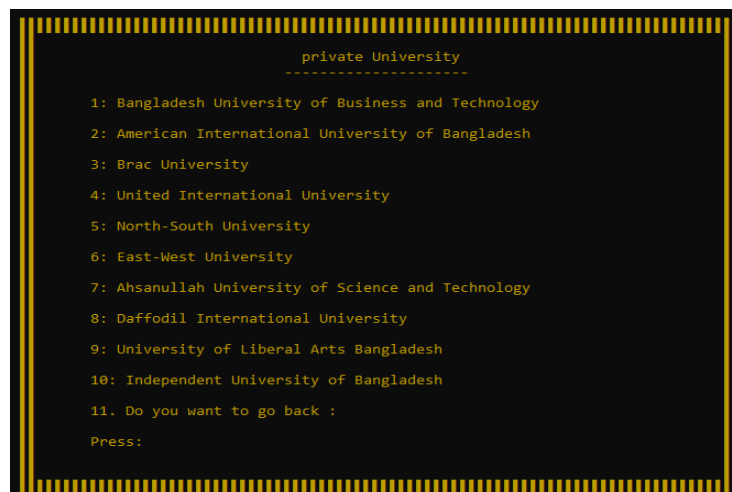 private University
---------------------
1: Bangladesh University of Business and Technology
2: American International University of Bangladesh
3: Brac University
4: United International University
5: North-South University
6: East-West University
7: Ahsanullah University of Science and Technology
8: Daffodil International University
9: University of Liberal Arts Bangladesh
10: Independent University of Bangladesh
11. Do you want to go back :
Press: